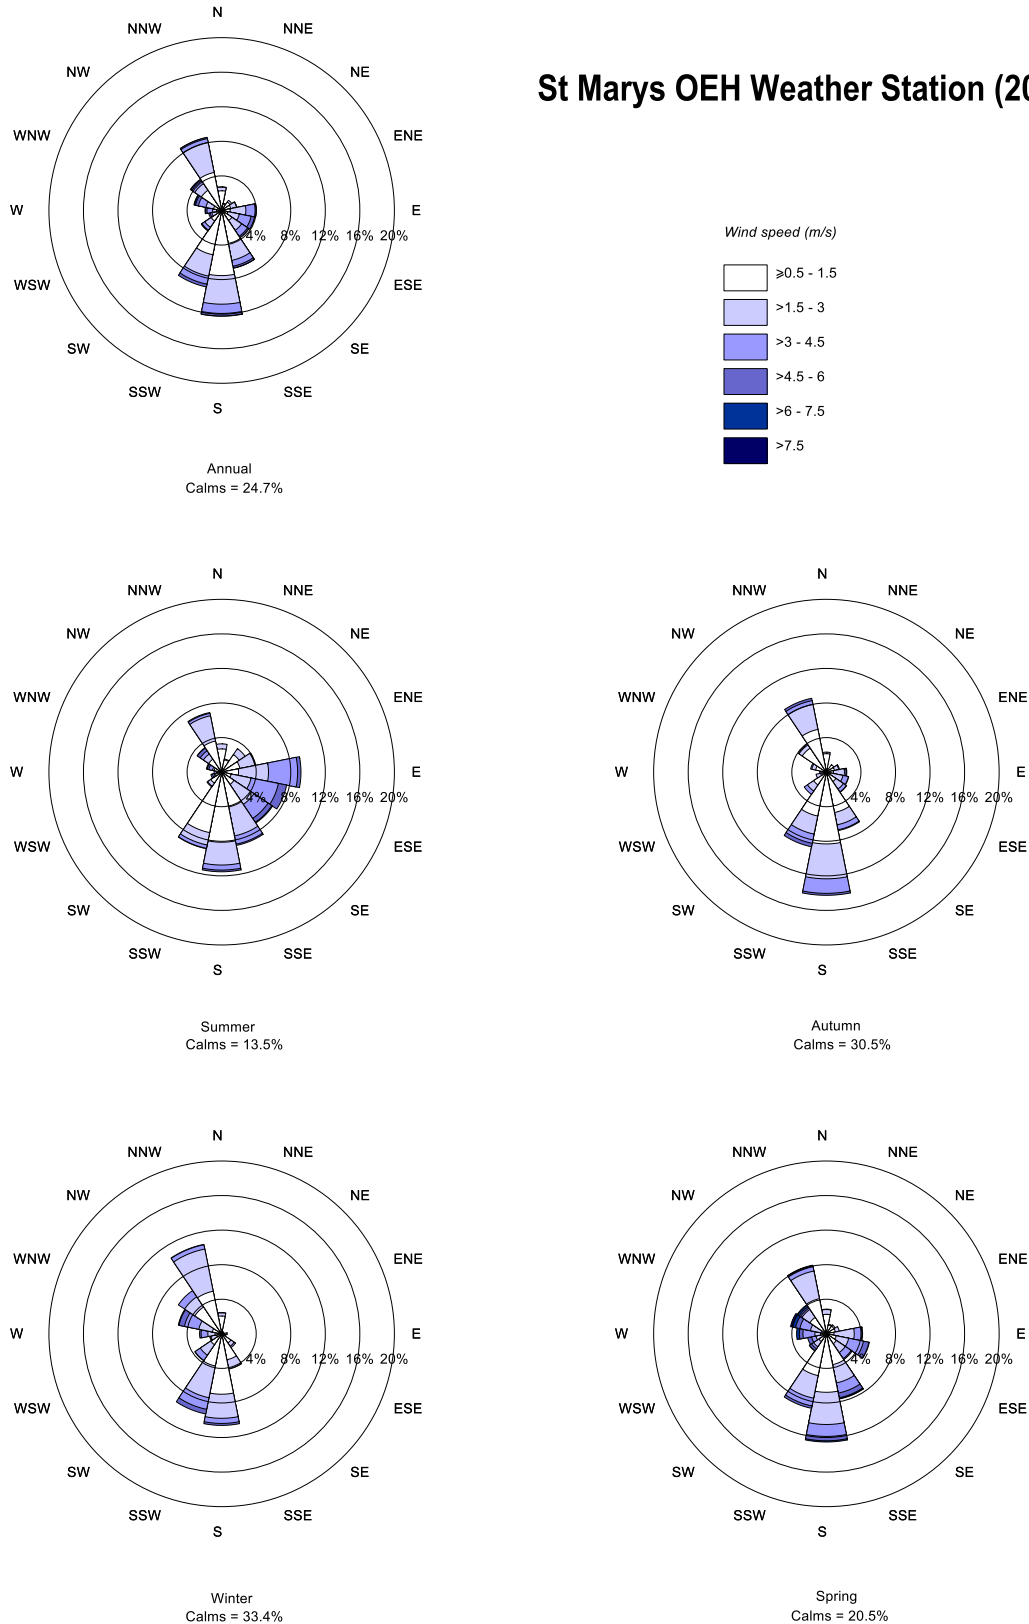 N
NNW NNE
NW NE
WNW ENE
W E
4% 8% 12% 16% 20%
WSW ESE
SW SE
SSW SSE
S
Annual
Calms = 24.7%
St Marys OEH Weather Station (20
Wind speed (m/s)
≥0.5 - 1.5
>1.5 - 3
>3 - 4.5
>4.5 - 6
>6 - 7.5
>7.5
N
NNW NNE
NW NE
WNW ENE
W E
4% 8% 12% 16% 20%
WSW ESE
SW SE
SSW SSE
S
Summer
Calms = 13.5%
N
NNW NNE
NW NE
WNW ENE
W E
4% 8% 12% 16% 20%
WSW ESE
SW SE
SSW SSE
S
Autumn
Calms = 30.5%
N
NNW NNE
NW NE
WNW ENE
W E
4% 8% 12% 16% 20%
WSW ESE
SW SE
SSW SSE
S
Winter
Calms = 33.4%
N
NNW NNE
NW NE
WNW ENE
W E
4% 8% 12% 16% 20%
WSW ESE
SW SE
SSW SSE
S
Spring
Calms = 20.5%